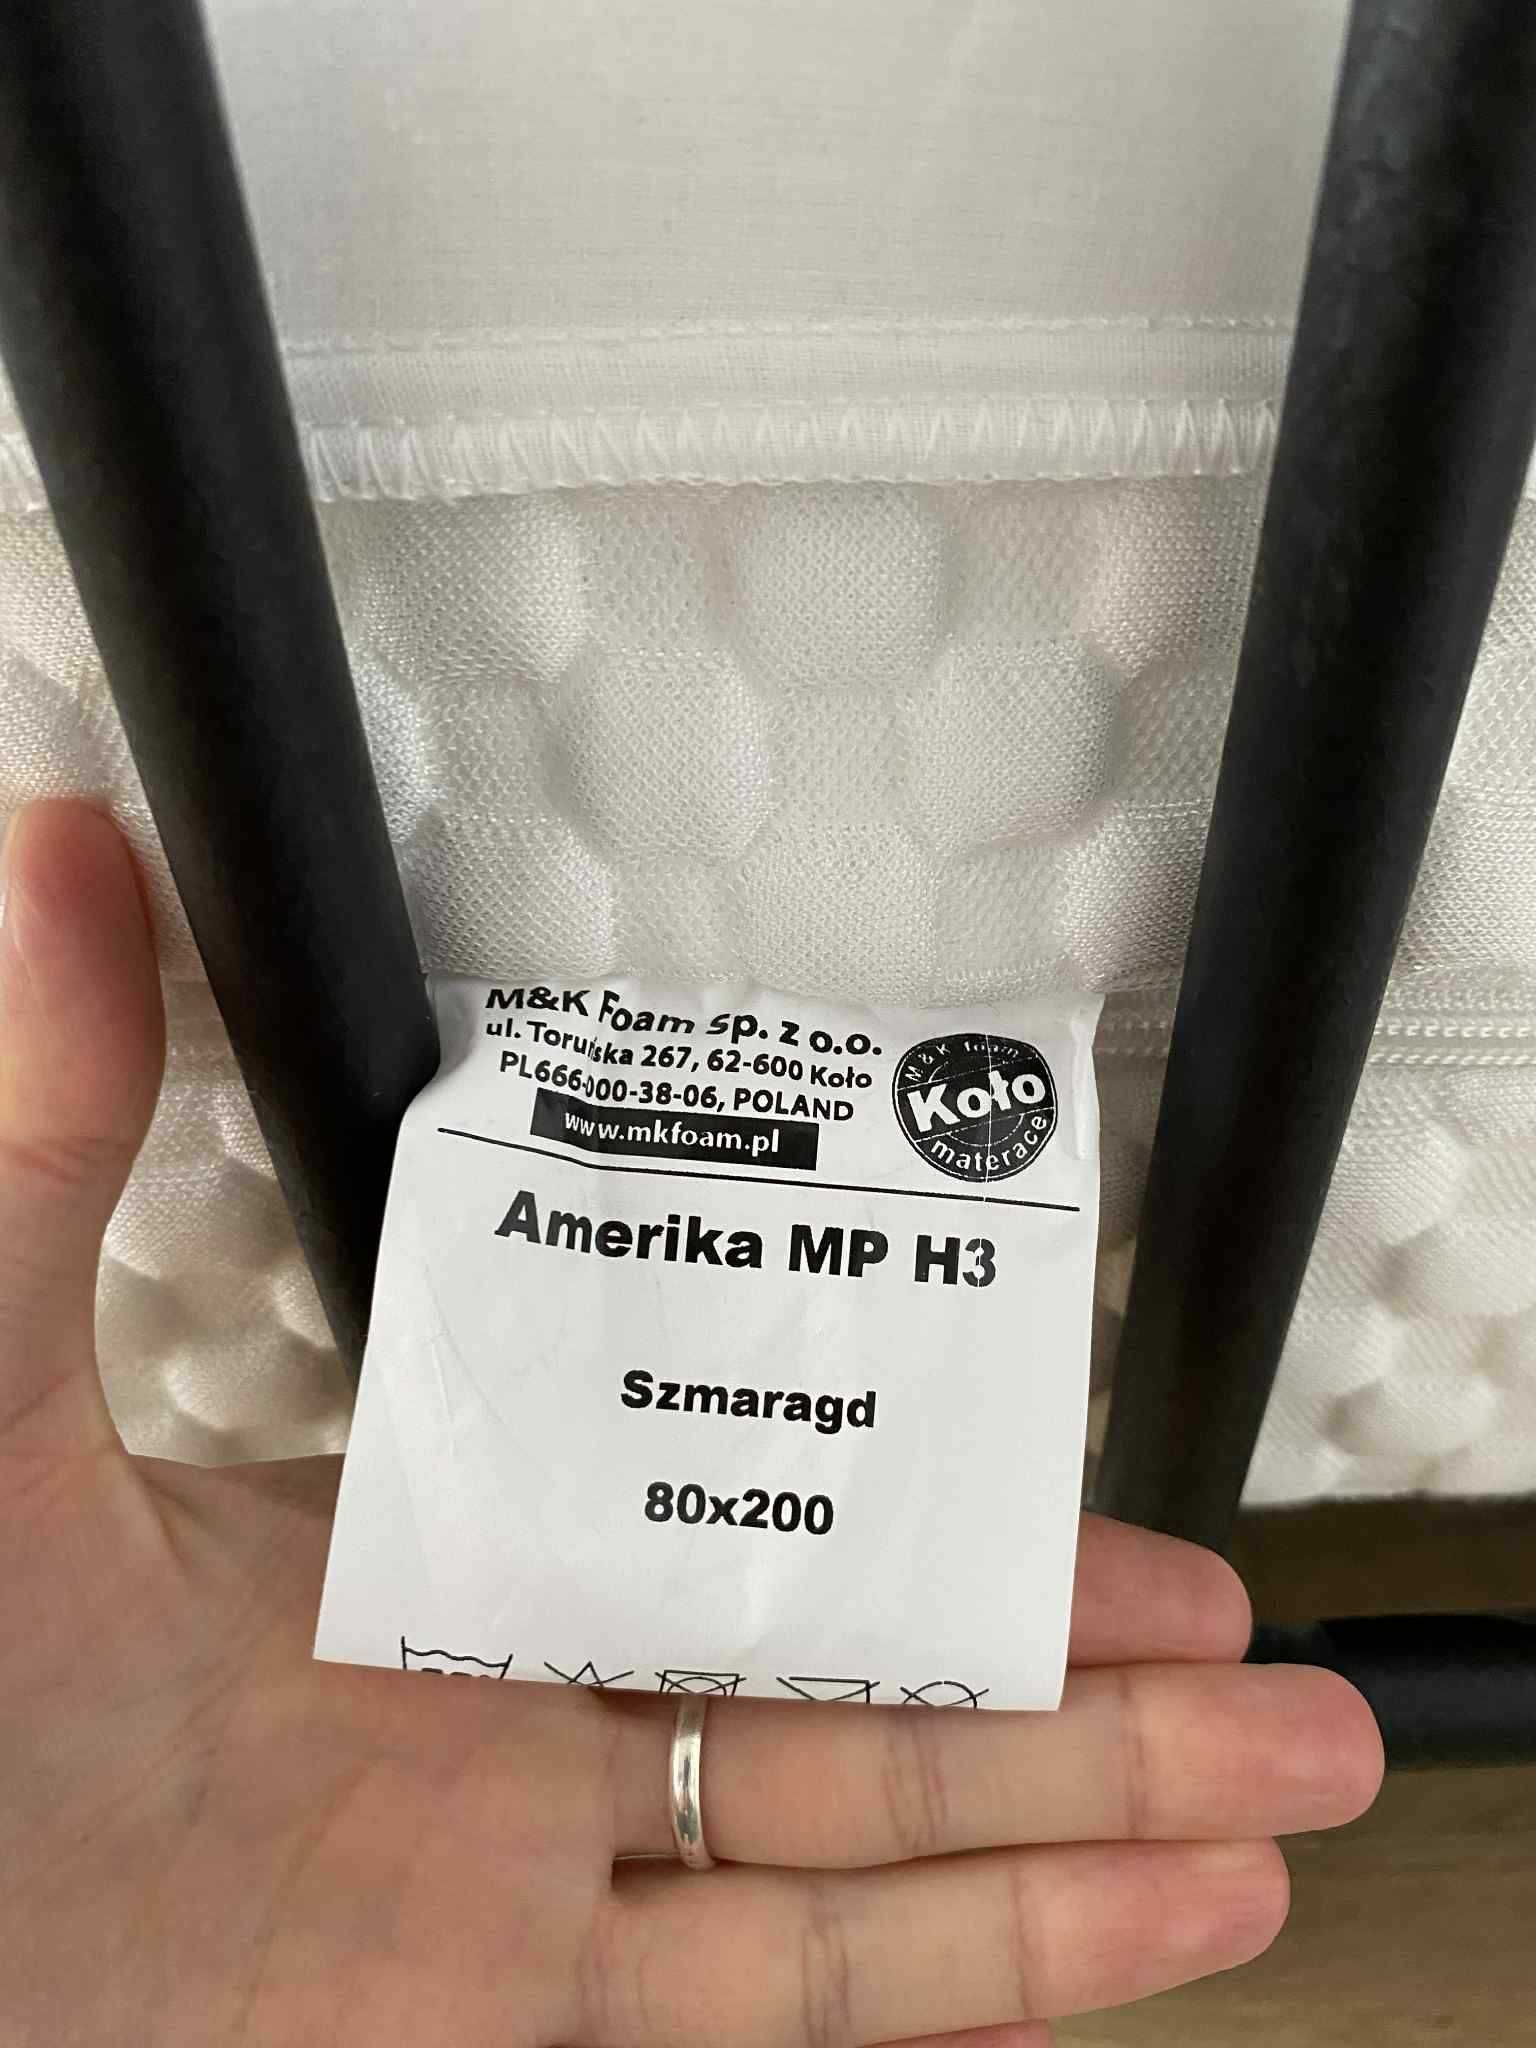 M&K Foam sp. z o.o.
ul. Toruńska 267, 62-600 Koło
PL666-000-38-06, POLAND
www.mkfoam.pl
M&K foam
Koło
materace
Amerika MP H3
Szmaragd
80x200